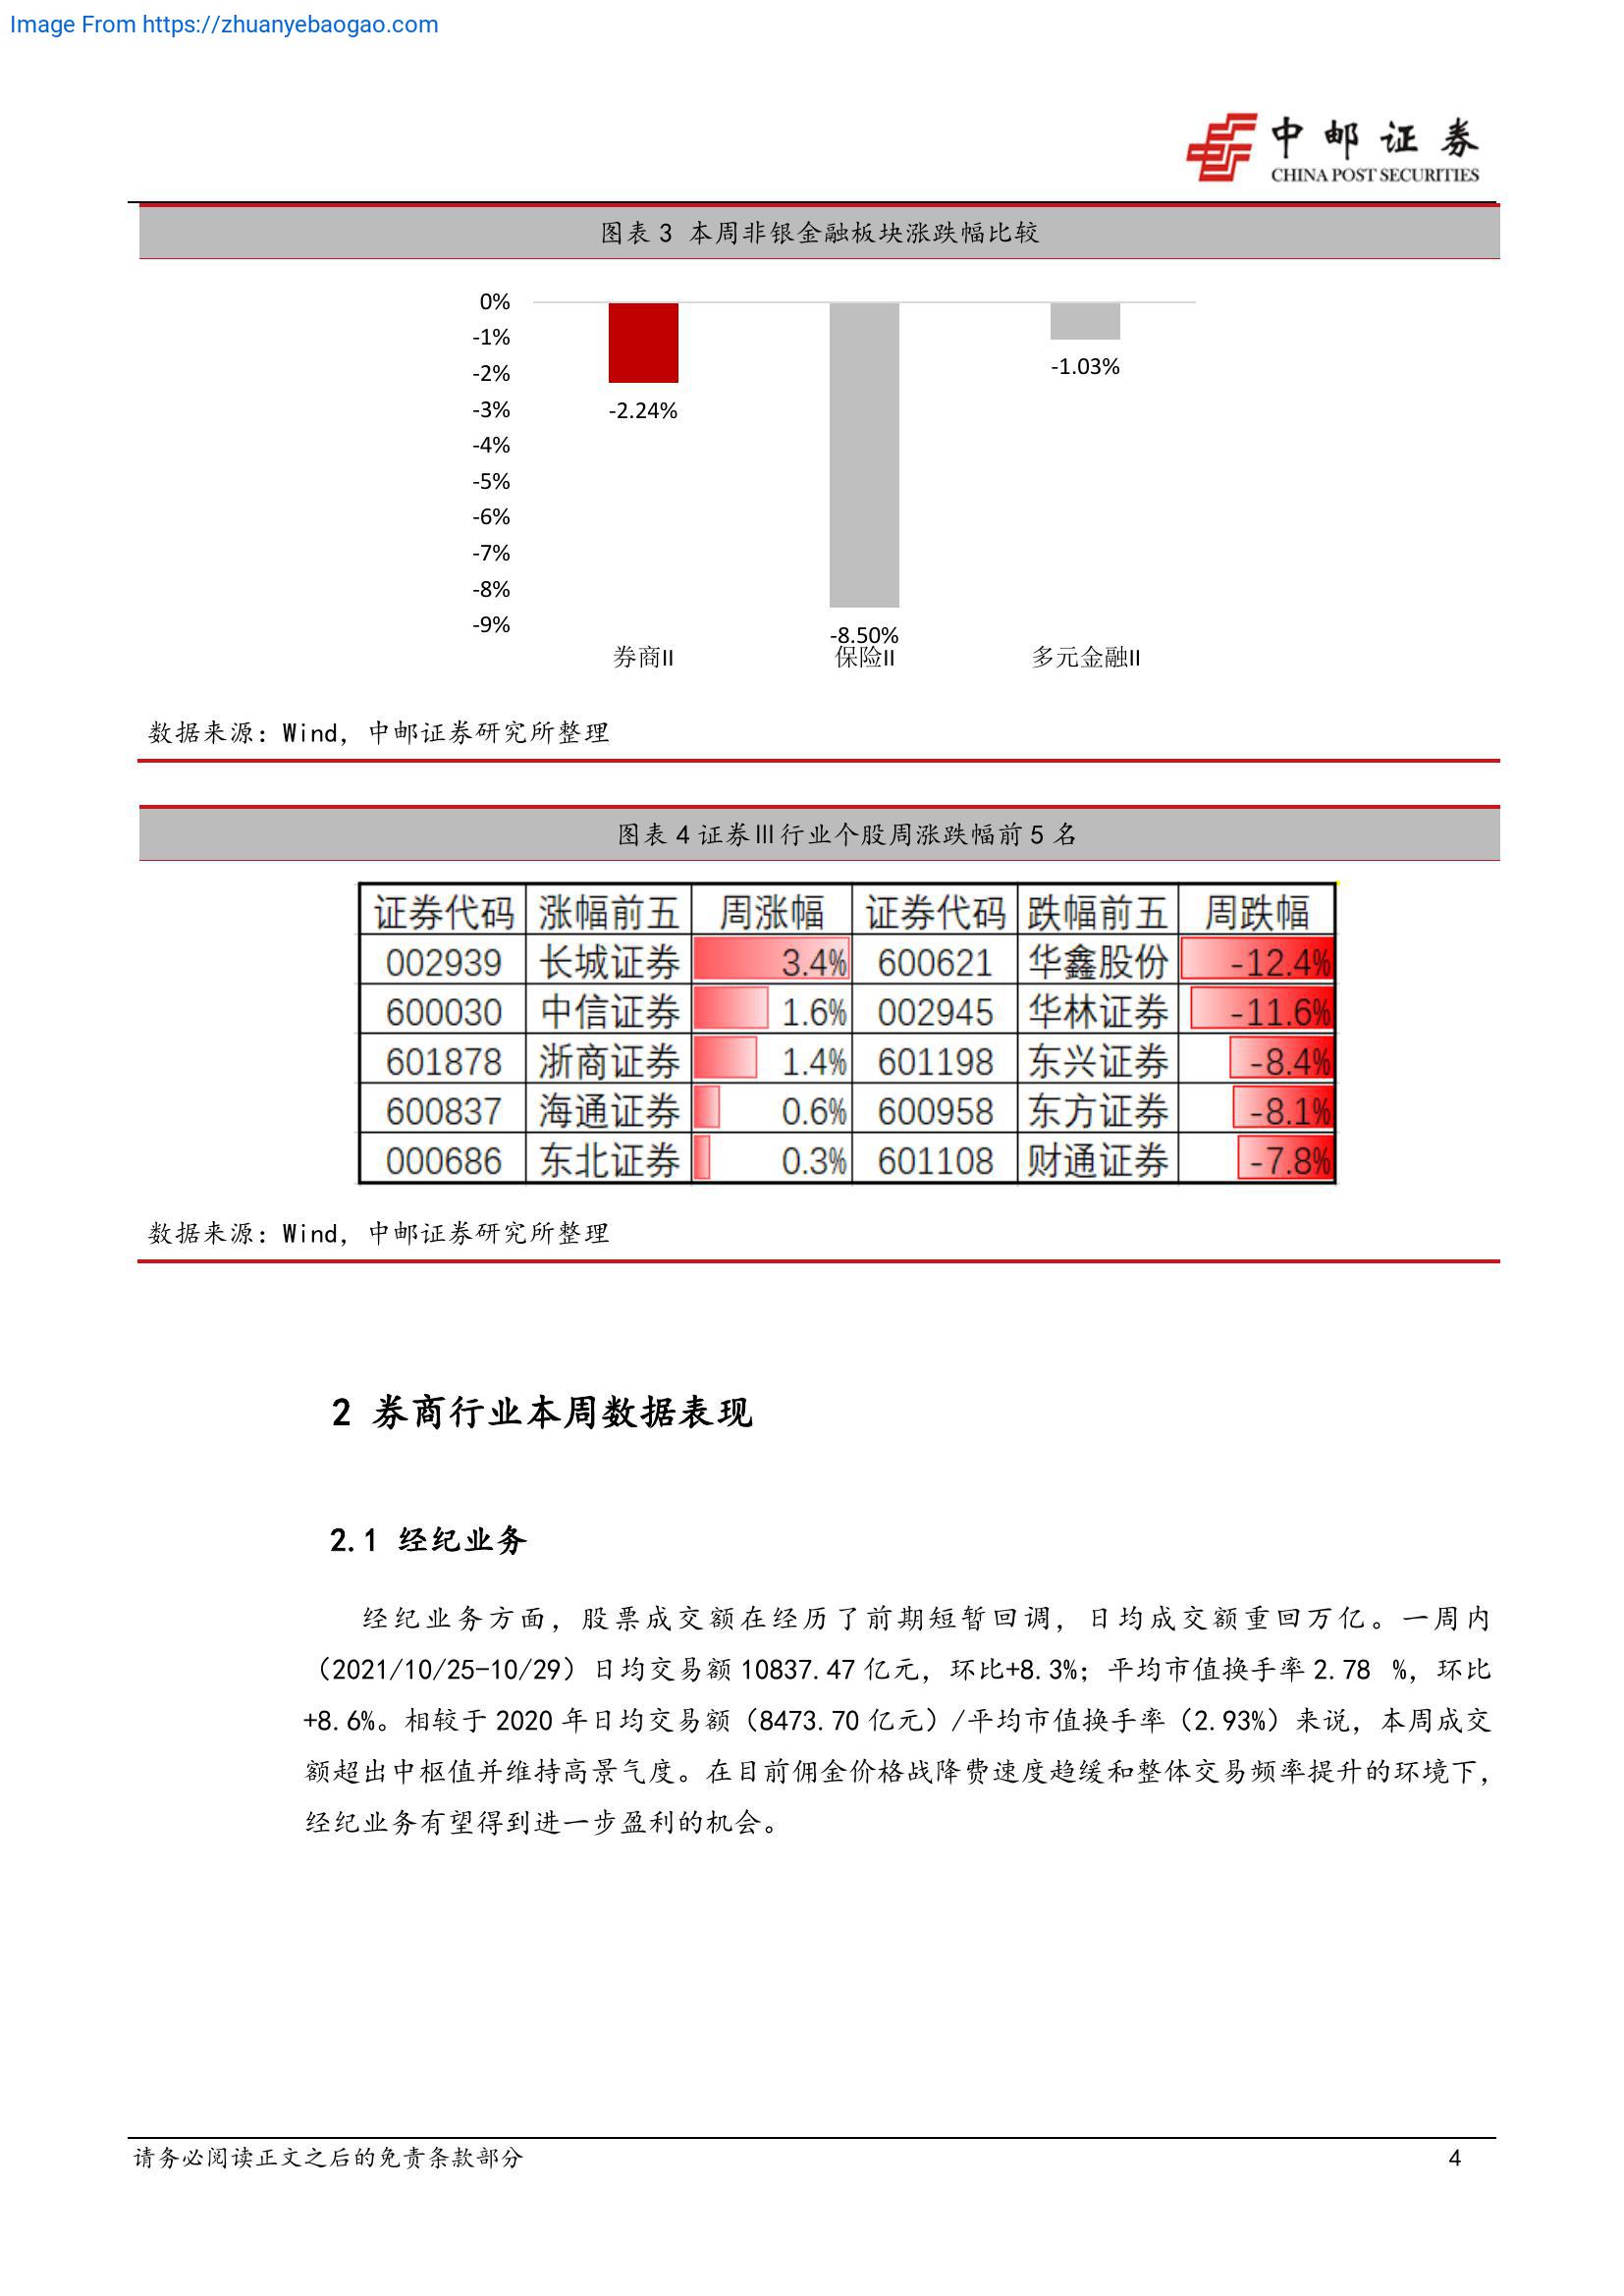 Image From https://zhuanyebaogao.com
中邮证券
CHINA POST SECURITIES
图表 3 本周非银金融板块涨跌幅比较
0%
-1%
-2%
-3%
-4%
-5%
-6%
-7%
-8%
-9%
-2.24%
-8.50%
-1.03%
券商II 保险II 多元金融II
数据来源：Wind，中邮证券研究所整理
图表 4 证券Ⅲ行业个股周涨跌幅前 5 名
证券代码 涨幅前五 周涨幅 证券代码 跌幅前五 周跌幅
002939 长城证券 3.4% 600621 华鑫股份 -12.4%
600030 中信证券 1.6% 002945 华林证券 -11.6%
601878 浙商证券 1.4% 601198 东兴证券 -8.4%
600837 海通证券 0.6% 600958 东方证券 -8.1%
000686 东北证券 0.3% 601108 财通证券 -7.8%
数据来源：Wind，中邮证券研究所整理
2 券商行业本周数据表现
2.1 经纪业务
经纪业务方面，股票成交额在经历了前期短暂回调，日均成交额重回万亿。一周内
（2021/10/25-10/29）日均交易额 10837.47 亿元，环比+8.3%；平均市值换手率 2.78 %，环比
+8.6%。相较于 2020 年日均交易额（8473.70 亿元）/平均市值换手率（2.93%）来说，本周成交
额超出中枢值并维持高景气度。在目前佣金价格战降费速度趋缓和整体交易频率提升的环境下，
经纪业务有望得到进一步盈利的机会。
请务必阅读正文之后的免责条款部分 4